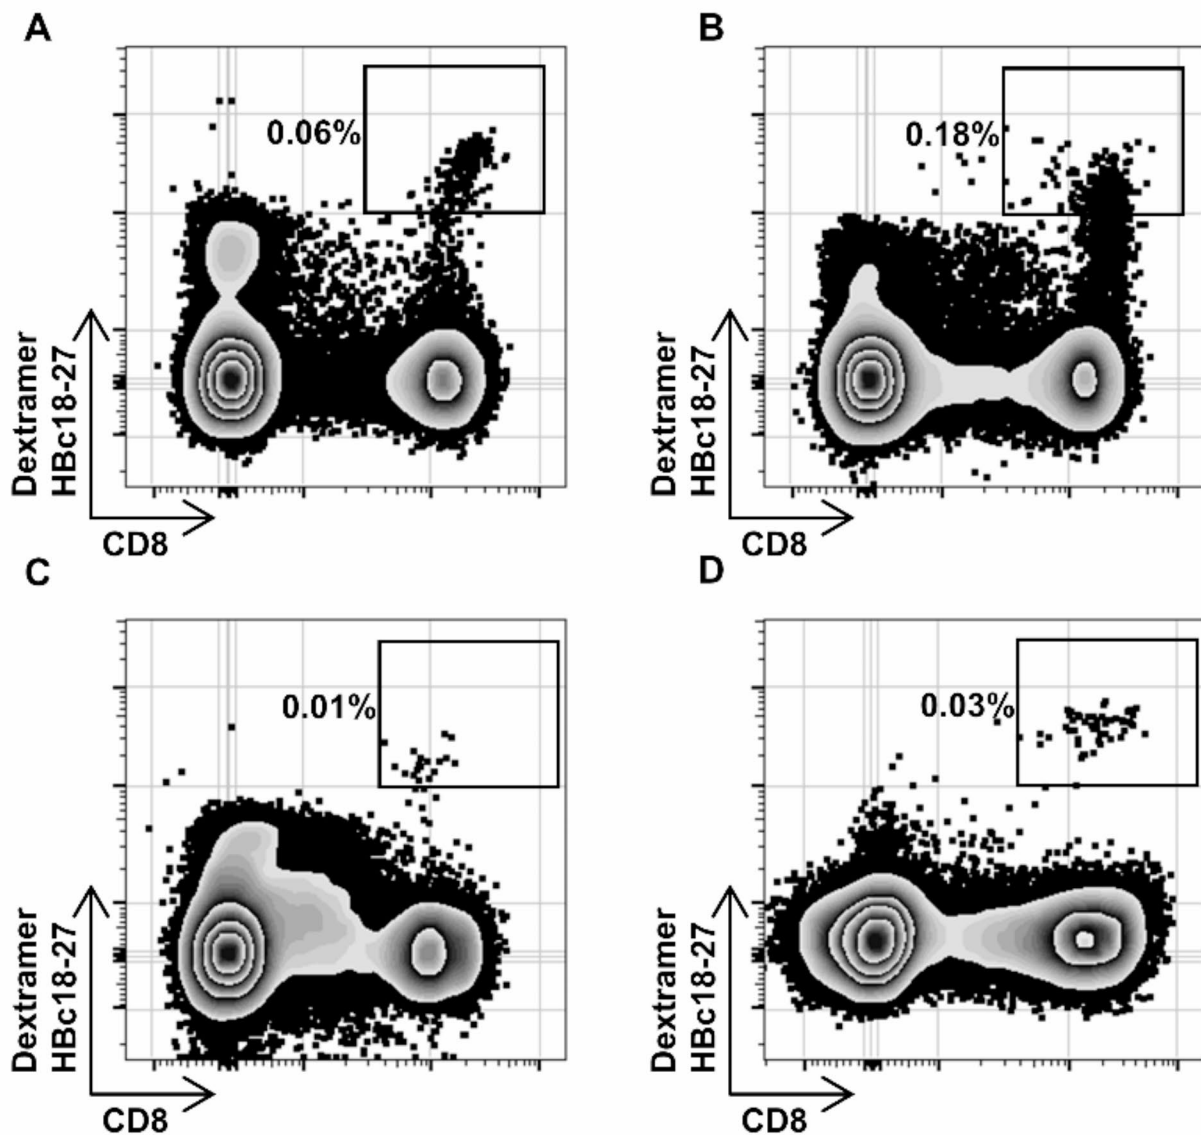 A
B
0.06%
0.18%
Dextramer
HBc18-27
CD8
Dextramer
HBc18-27
CD8
C
D
0.01%
0.03%
Dextramer
HBc18-27
CD8
Dextramer
HBc18-27
CD8